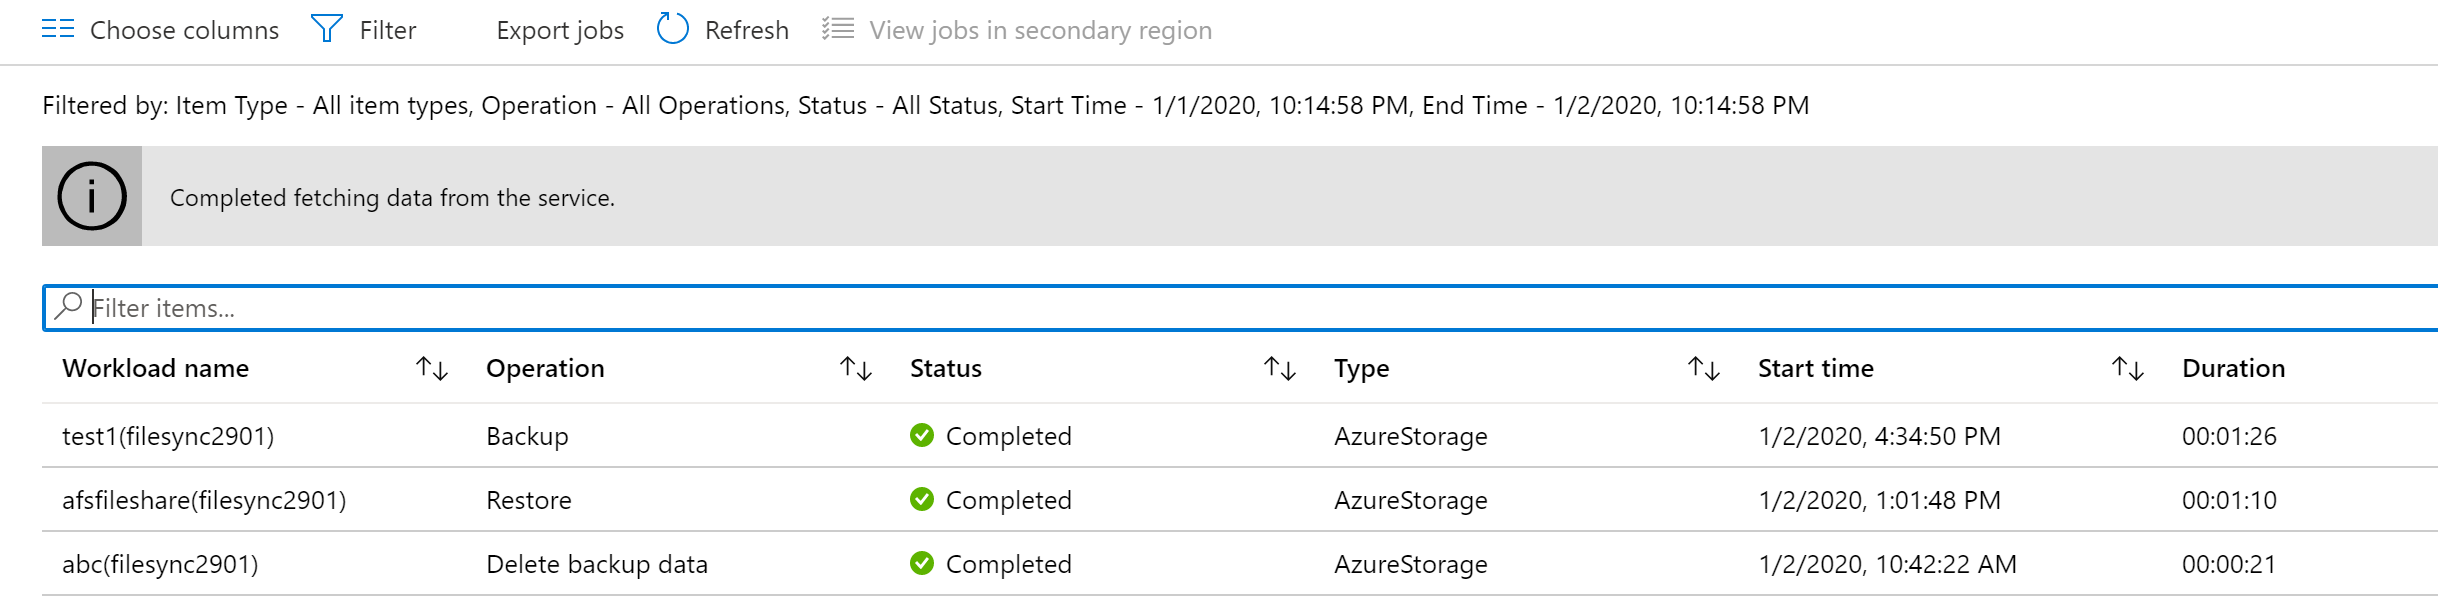 Choose columns Filter Export jobs Refresh View jobs in secondary region
Filtered by: Item Type - All item types, Operation - All Operations, Status - All Status, Start Time - 1/1/2020, 10:14:58 PM, End Time - 1/2/2020, 10:14:58 PM
Completed fetching data from the service.
Filter items...
Workload name Operation Status Type Start time Duration
test1(filesync2901) Backup Completed AzureStorage 1/2/2020, 4:34:50 PM 00:01:26
afsfileshare(filesync2901) Restore Completed AzureStorage 1/2/2020, 1:01:48 PM 00:01:10
abc(filesync2901) Delete backup data Completed AzureStorage 1/2/2020, 10:42:22 AM 00:00:21